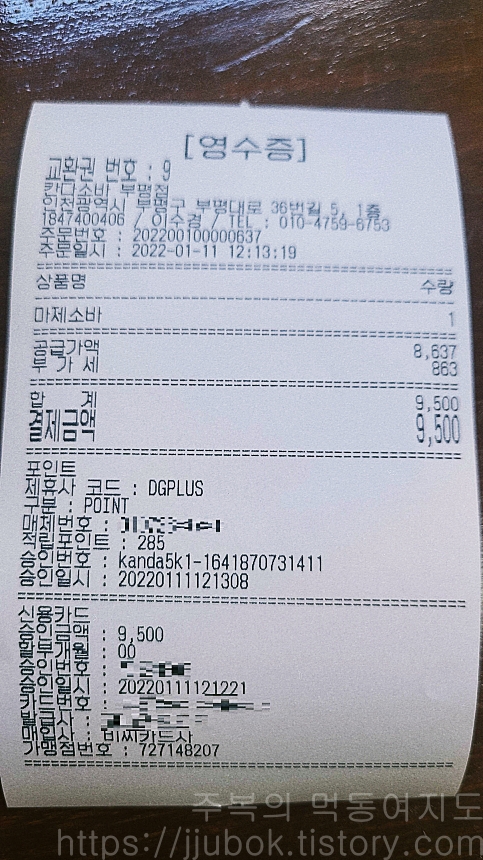 [영수증]
교환권 번호 : 9
칸다소바 부평점
인천광역시 부평구 부평대로 36번길 5, 1층
1847400406 / 이수경 / TEL : 010-4759-6753
주문번호 : 202200100000637
주문일시 : 2022-01-11 12:13:19
상품명 수량
마제소바 1
공급가액 8,637
부 가 세 863
합 계 9,500
결제금액 9,500
포인트
제휴사 코드 : DGPLUS
구분 : POINT
매체번호 :
적립포인트 : 285
승인번호 : kanda5k1-1641870731411
승인일시 : 20220111121308
신용카드
승인금액 : 9,500
할부개월 : 00
승인번호 :
승인일시 : 20220111121221
카드번호 :
발급사 :
매입사 : 비씨카드사
가맹점번호 : 727148207
주복의 먹동여지도
https://jjubok.tistory.com